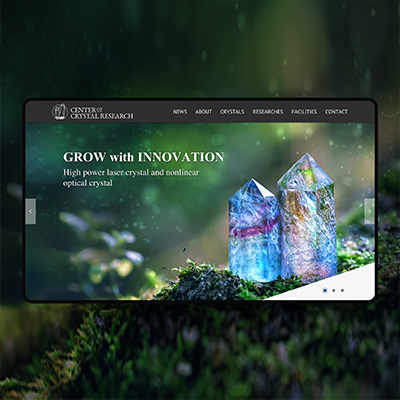 CENTER OF
CRYSTAL RESEARCH
NEWS ABOUT CRYSTALS RESEARCHES FACILITIES CONTACT
GROW with INNOVATION
High power laser crystal and nonlinear
optical crystal